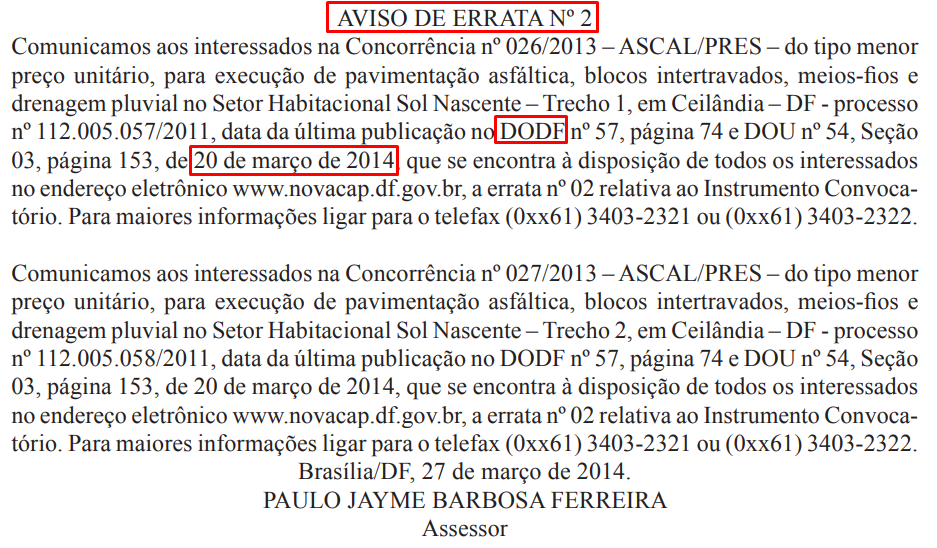 AVISO DE ERRATA Nº 2
Comunicamos aos interessados na Concorrência nº 026/2013 – ASCAL/PRES – do tipo menor
preço unitário, para execução de pavimentação asfáltica, blocos intertravados, meios-fios e
drenagem pluvial no Setor Habitacional Sol Nascente – Trecho 1, em Ceilândia – DF - processo
nº 112.005.057/2011, data da última publicação no DODF nº 57, página 74 e DOU nº 54, Seção
03, página 153, de 20 de março de 2014, que se encontra à disposição de todos os interessados
no endereço eletrônico www.novacap.df.gov.br, a errata nº 02 relativa ao Instrumento Convoca-
tório. Para maiores informações ligar para o telefax (0xx61) 3403-2321 ou (0xx61) 3403-2322.
Comunicamos aos interessados na Concorrência nº 027/2013 – ASCAL/PRES – do tipo menor
preço unitário, para execução de pavimentação asfáltica, blocos intertravados, meios-fios e
drenagem pluvial no Setor Habitacional Sol Nascente – Trecho 2, em Ceilândia – DF - processo
nº 112.005.058/2011, data da última publicação no DODF nº 57, página 74 e DOU nº 54, Seção
03, página 153, de 20 de março de 2014, que se encontra à disposição de todos os interessados
no endereço eletrônico www.novacap.df.gov.br, a errata nº 02 relativa ao Instrumento Convoca-
tório. Para maiores informações ligar para o telefax (0xx61) 3403-2321 ou (0xx61) 3403-2322.
Brasília/DF, 27 de março de 2014.
PAULO JAYME BARBOSA FERREIRA
Assessor